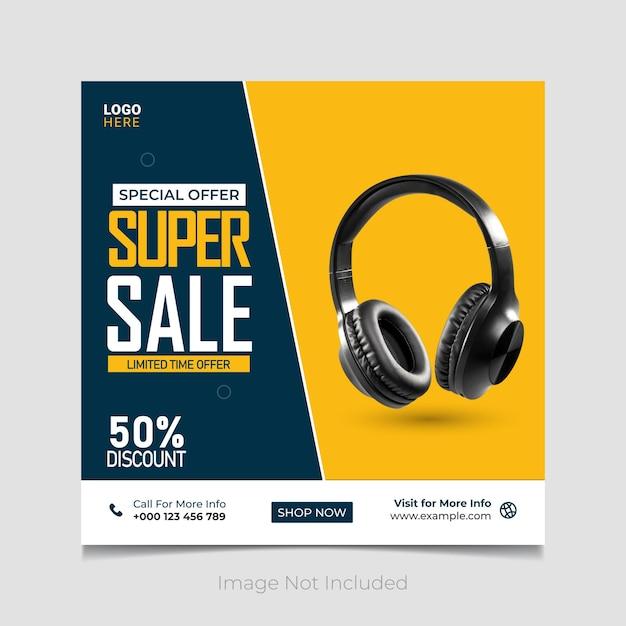 LOGO
HERE
SPECIAL OFFER
SUPER
SALE
LIMITED TIME OFFER
50%
DISCOUNT
Call For More Info
+000 123 456 789
SHOP NOW
Visit for More Info
www.example.com
Image Not Included